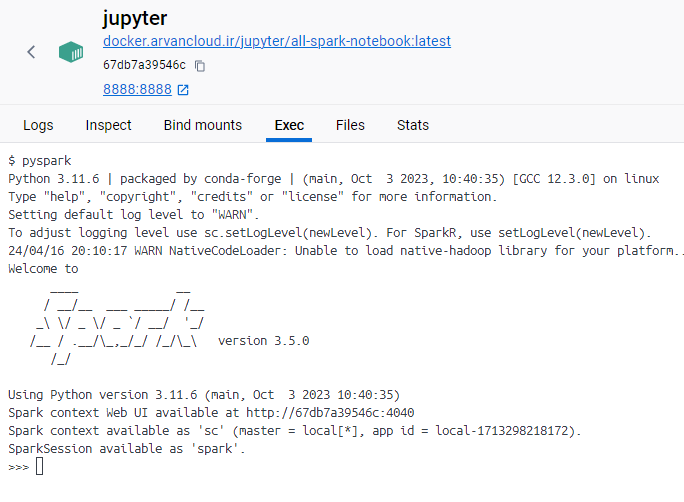 jupyter
docker.arvancloud.ir/jupyter/all-spark-notebook:latest
67db7a39546c
8888:8888
Logs Inspect Bind mounts Exec Files Stats
$ pyspark
Python 3.11.6 | packaged by conda-forge | (main, Oct  3 2023, 10:40:35) [GCC 12.3.0] on linux
Type "help", "copyright", "credits" or "license" for more information.
Setting default log level to "WARN".
To adjust logging level use sc.setLogLevel(newLevel). For SparkR, use setLogLevel(newLevel).
24/04/16 20:10:17 WARN NativeCodeLoader: Unable to load native-hadoop library for your platform..
Welcome to
      ____              __
     / __/__  ___ _____/ /__
    _\ \/ _ \/ _ `/ __/  '_/
   /__ / .__/\_,_/_/ /_/\_\   version 3.5.0
      /_/
Using Python version 3.11.6 (main, Oct  3 2023 10:40:35)
Spark context Web UI available at http://67db7a39546c:4040
Spark context available as 'sc' (master = local[*], app id = local-1713298218172).
SparkSession available as 'spark'.
>>>